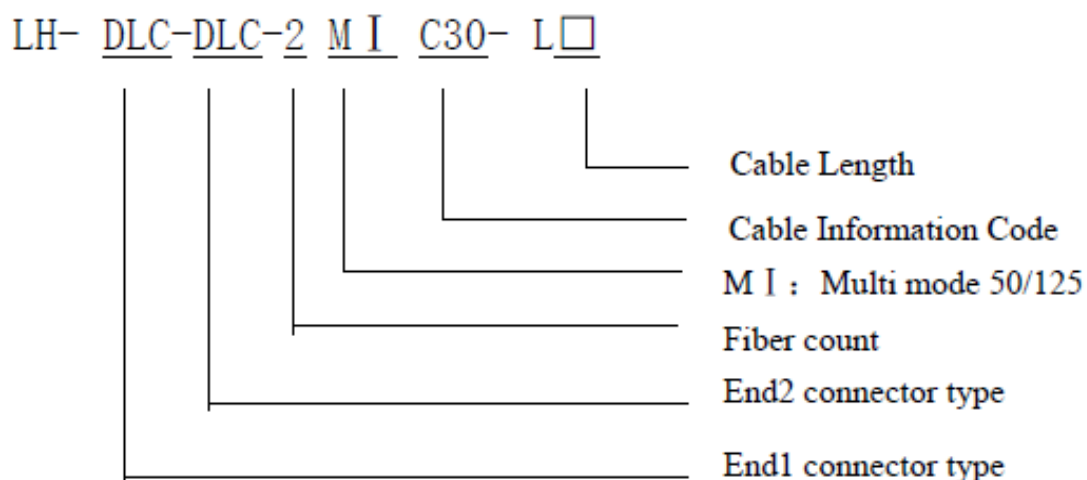 LH- DLC-DLC-2 MⅠ C30- L□
Cable Length
Cable Information Code
MⅠ： Multi mode 50/125
Fiber count
End2 connector type
End1 connector type